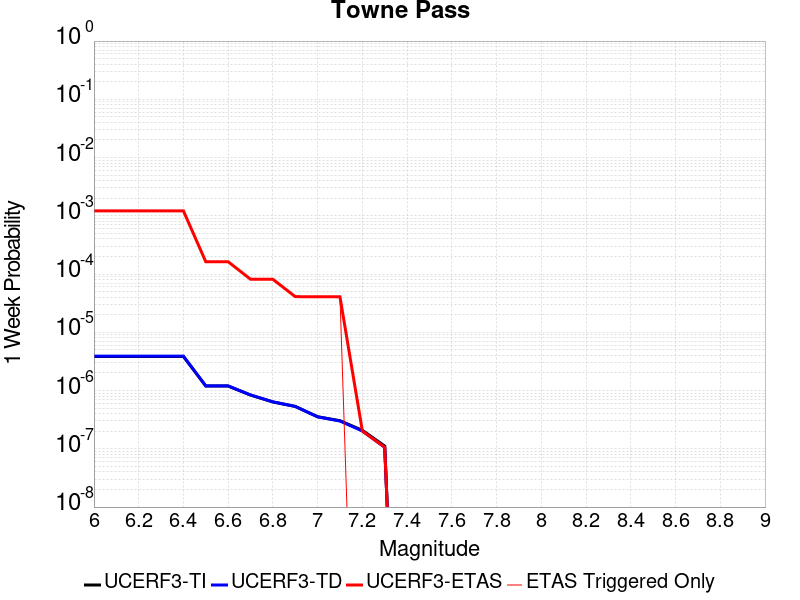 Towne Pass
10^0
10^-1
10^-2
10^-3
10^-4
10^-5
10^-6
10^-7
10^-8
1 Week Probability
6 6.2 6.4 6.6 6.8 7 7.2 7.4 7.6 7.8 8 8.2 8.4 8.6 8.8 9
Magnitude
UCERF3-TI UCERF3-TD UCERF3-ETAS ETAS Triggered Only